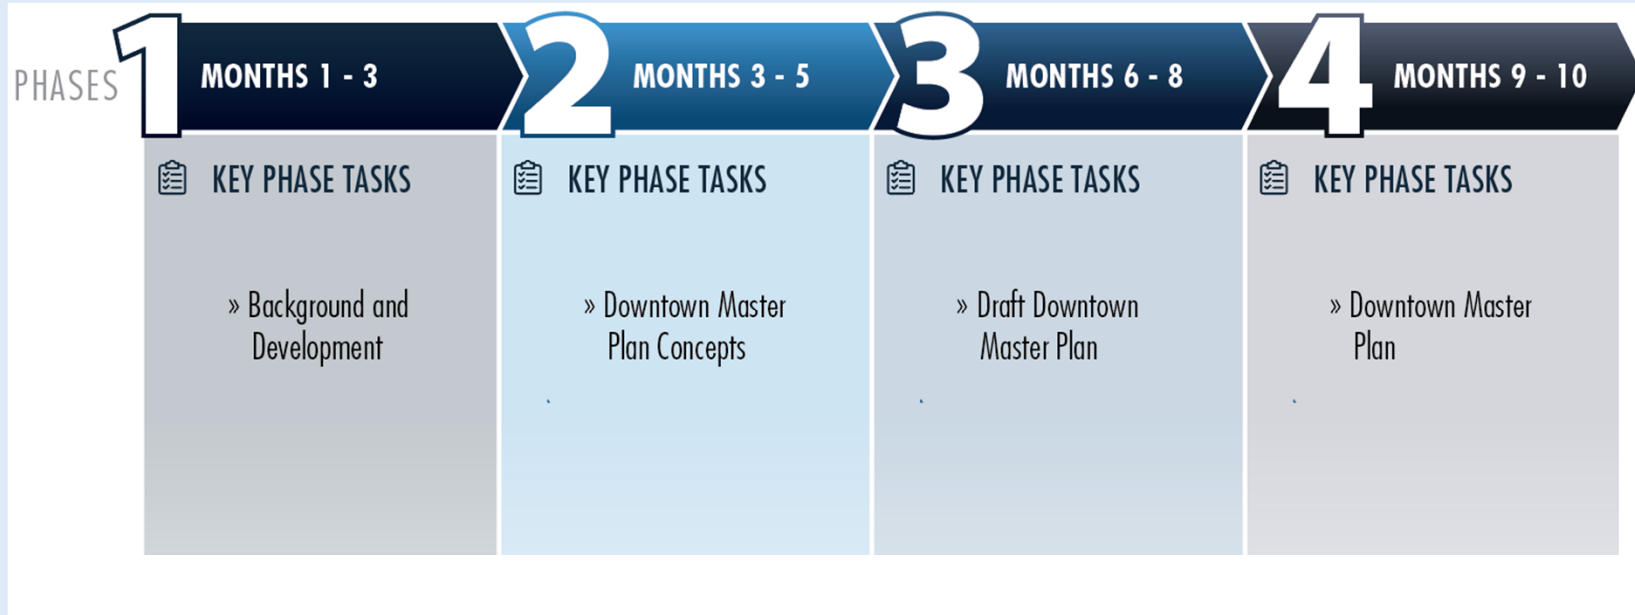 PHASES
1 MONTHS 1 - 3
2 MONTHS 3 - 5
3 MONTHS 6 - 8
4 MONTHS 9 - 10
KEY PHASE TASKS
» Background and
Development
KEY PHASE TASKS
» Downtown Master
Plan Concepts
KEY PHASE TASKS
» Draft Downtown
Master Plan
KEY PHASE TASKS
» Downtown Master
Plan